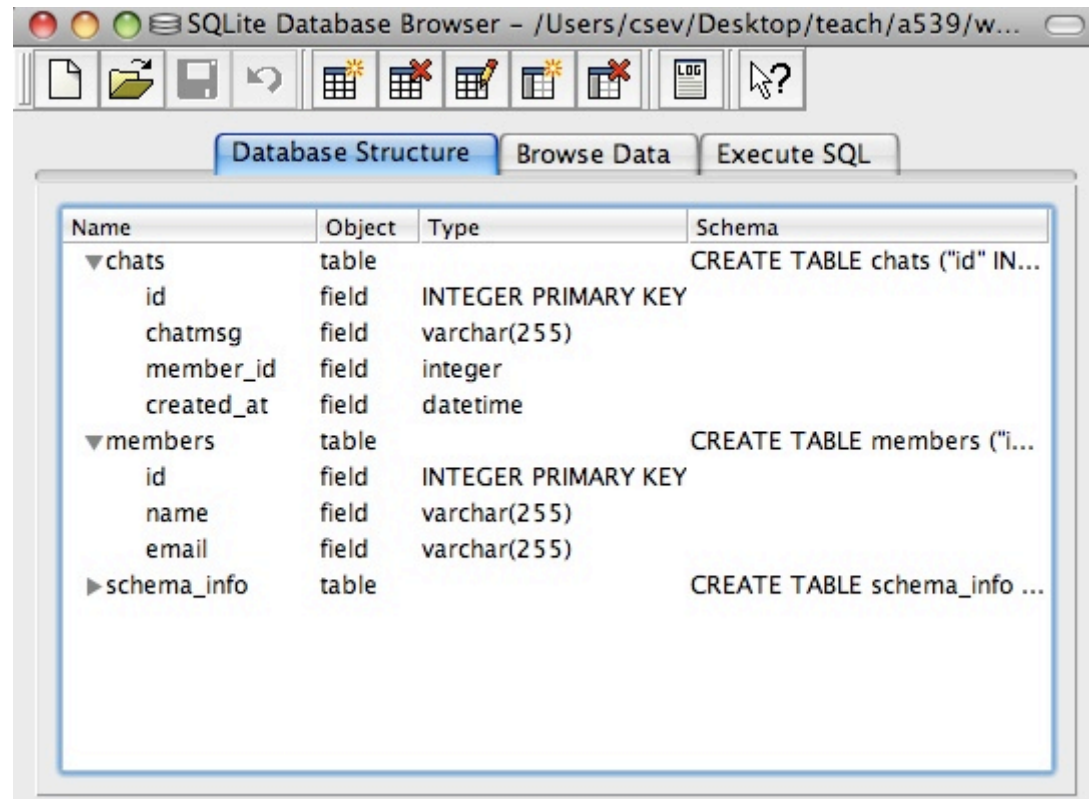 SQLite Database Browser – /Users/csev/Desktop/teach/a539/w...
LOG ?
Database Structure Browse Data Execute SQL
Name Object Type Schema
chats table CREATE TABLE chats ("id" IN...
id field INTEGER PRIMARY KEY
chatmsg field varchar(255)
member_id field integer
created_at field datetime
members table CREATE TABLE members ("i...
id field INTEGER PRIMARY KEY
name field varchar(255)
email field varchar(255)
schema_info table CREATE TABLE schema_info ...